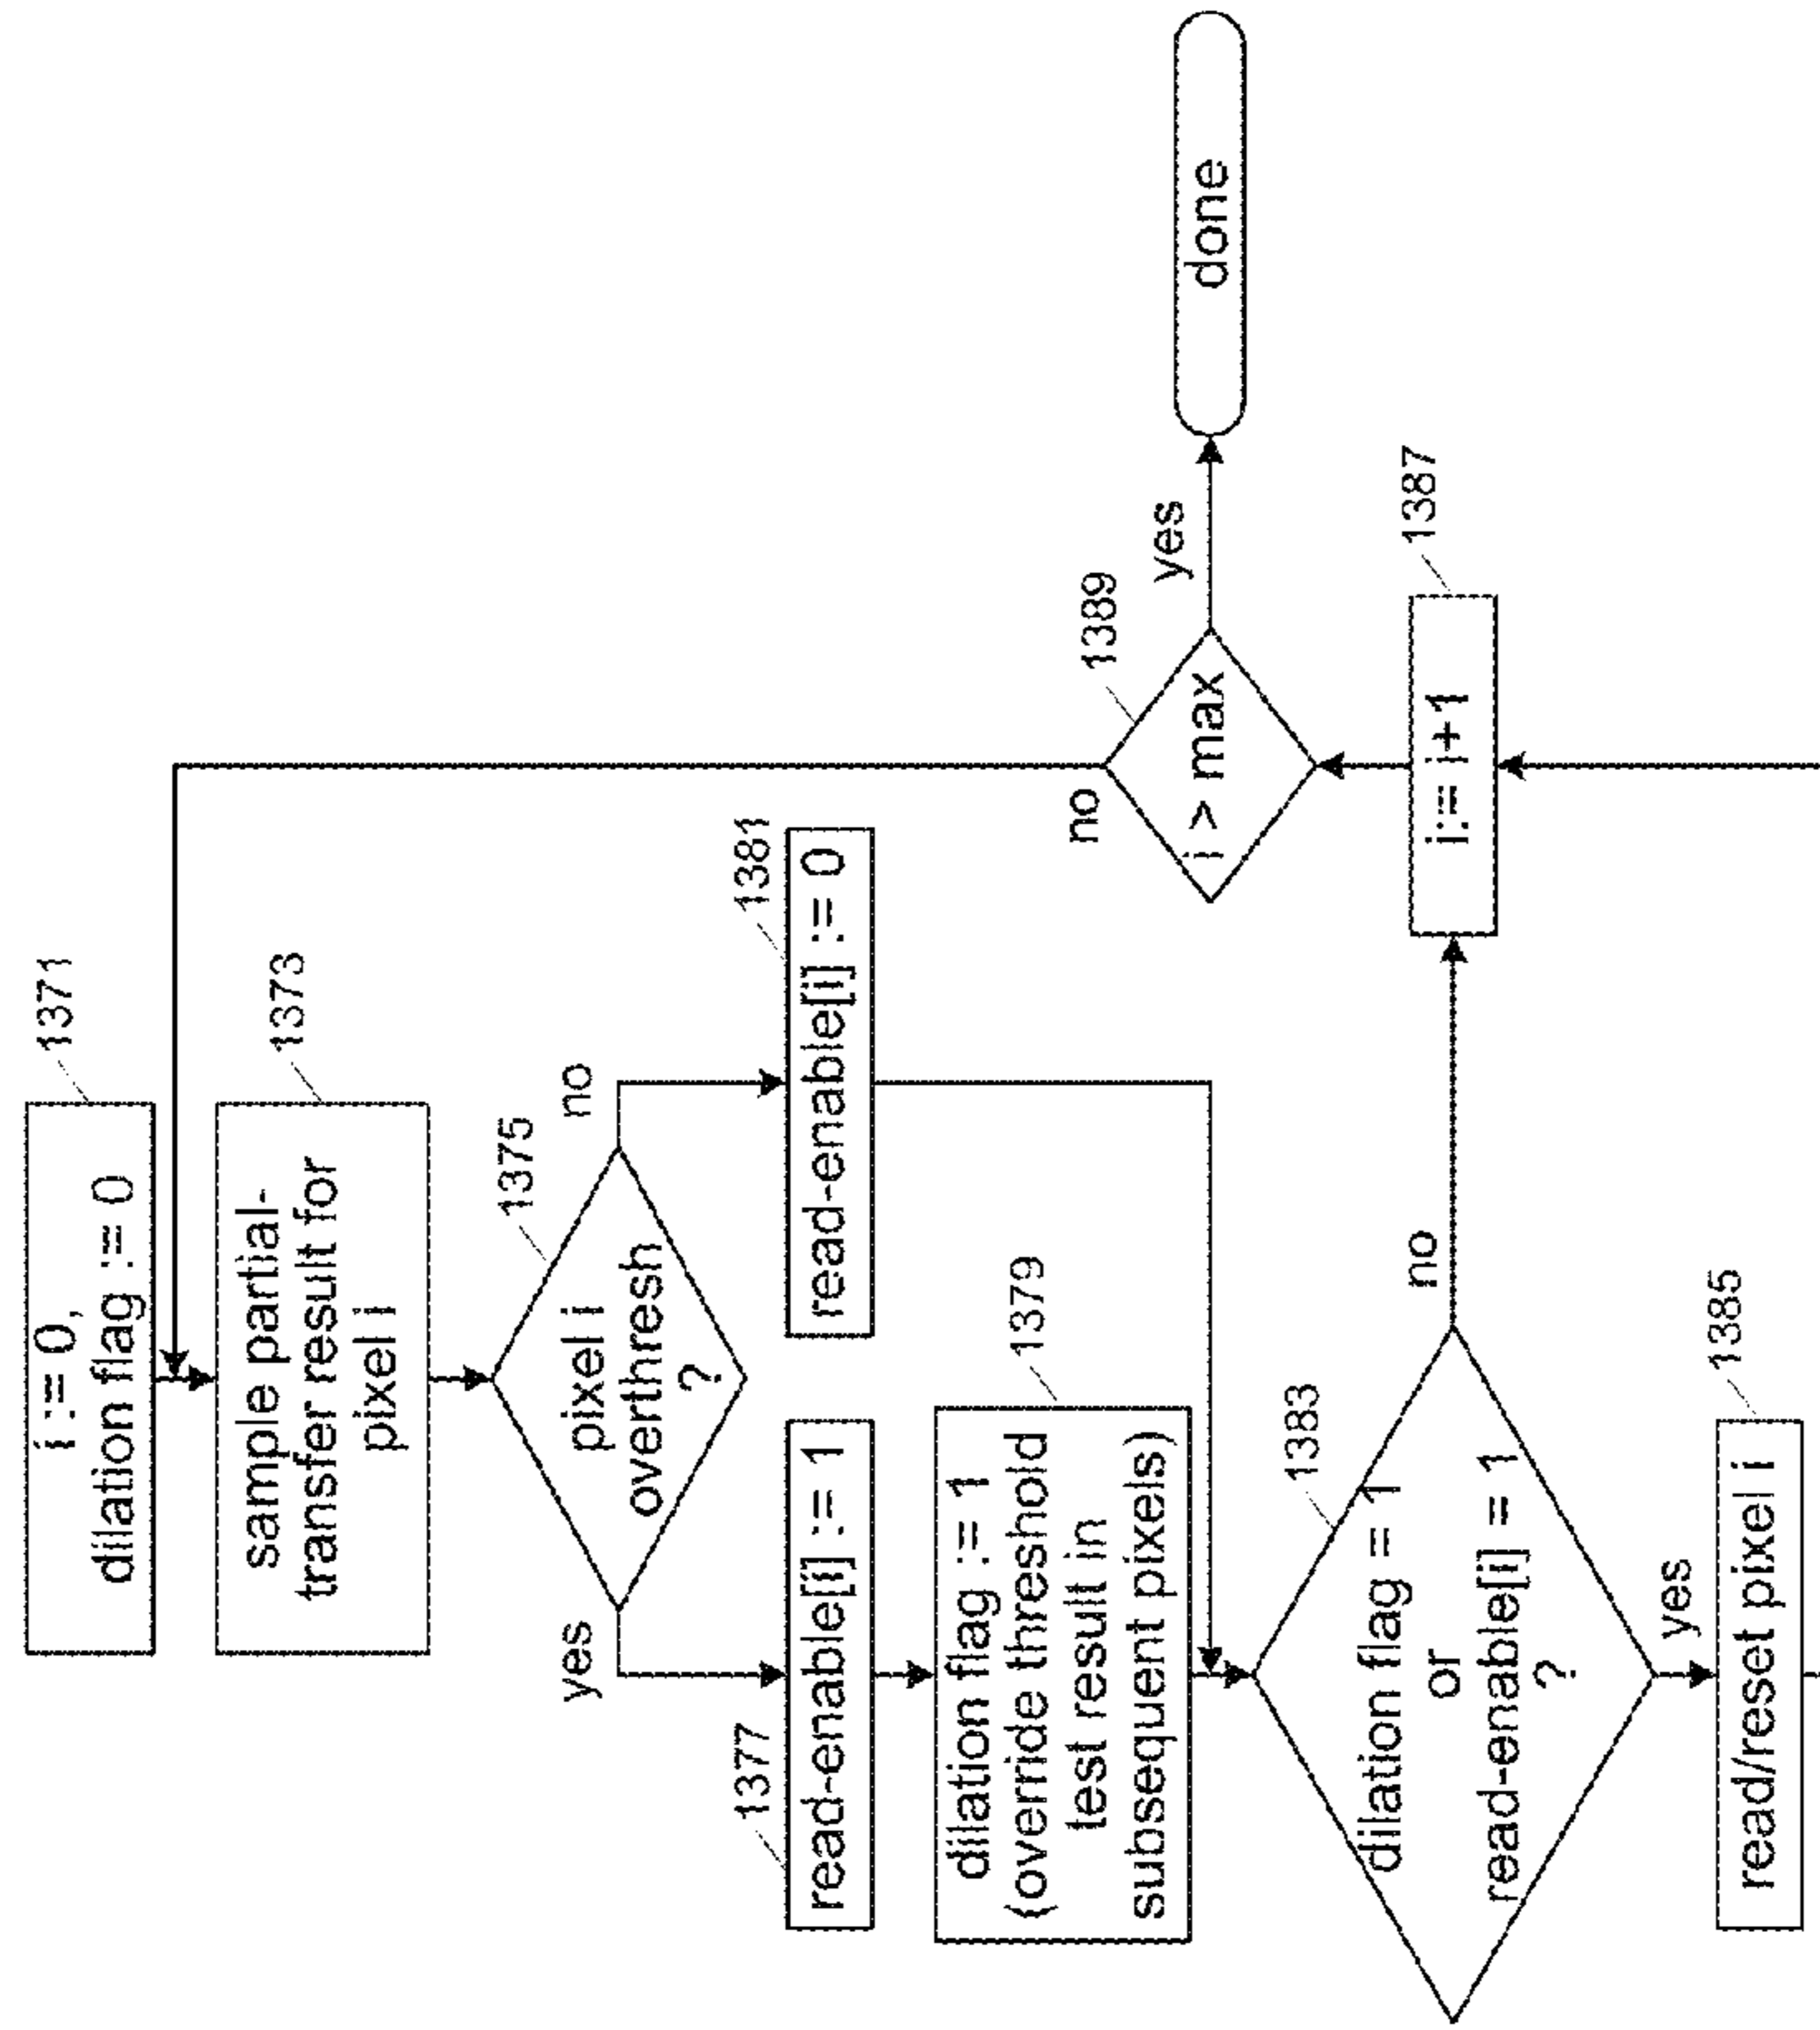 i := 0,
dilation flag := 0
1371
sample partial-
transfer result for
pixel i
1373
pixel i
overthresh
?
1375
yes
no
1377
read-enable[i] := 1
read-enable[i] := 0
1381
dilation flag := 1
(override threshold
test result in
subsequent pixels)
1379
dilation flag = 1
or
read-enable[i] = 1
?
1383
no
yes
read/reset pixel i
1385
i:= i+1
1387
i > max
1389
no
yes
done